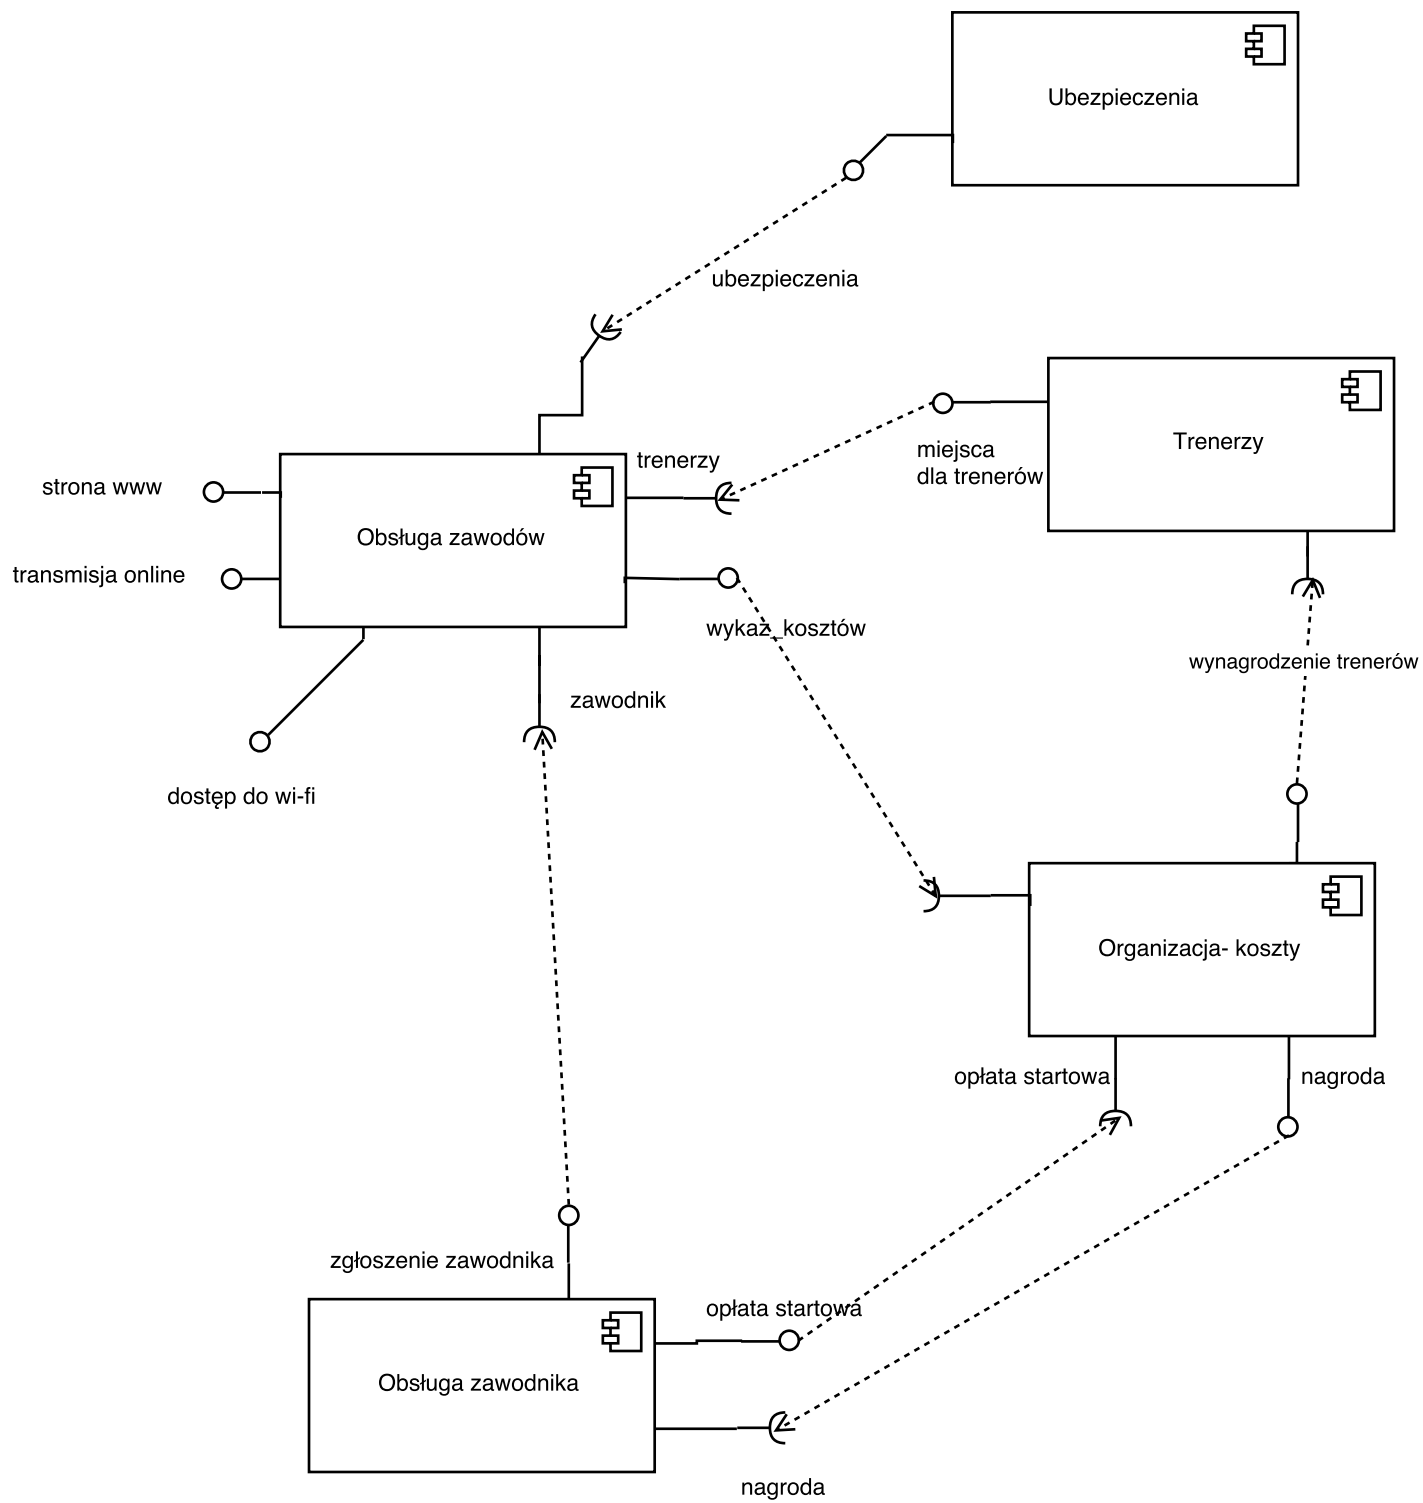 Ubezpieczenia
ubezpieczenia
trenerzy
miejsca
dla trenerów
Trenerzy
strona www
Obsługa zawodów
transmisja online
wykaz_kosztów
wynagrodzenie trenerów
zawodnik
dostęp do wi-fi
Organizacja- koszty
opłata startowa
nagroda
zgłoszenie zawodnika
opłata startowa
Obsługa zawodnika
nagroda